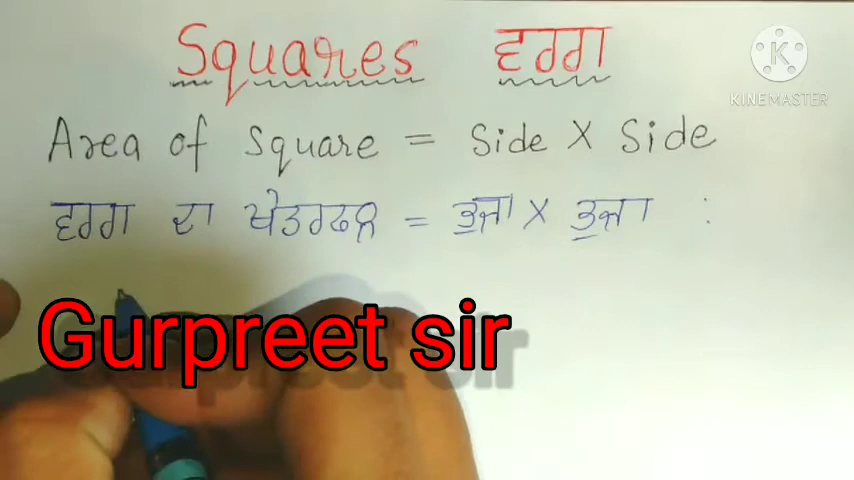 Squares ਵਰਗ
KINEMASTER
Area of Square = Side X Side
ਵਰਗ ਦਾ ਖੇਤਰਫਲ = ਭੁਜਾ X ਭੁਜਾ :
Gurpreet sir